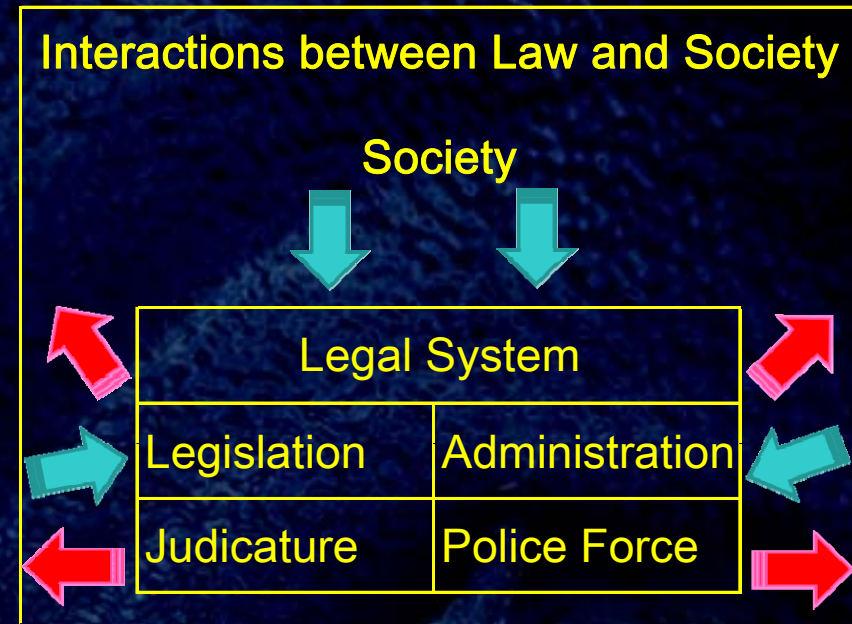 Interactions between Law and Society
Society
Legal System
Legislation Administration
Judicature Police Force